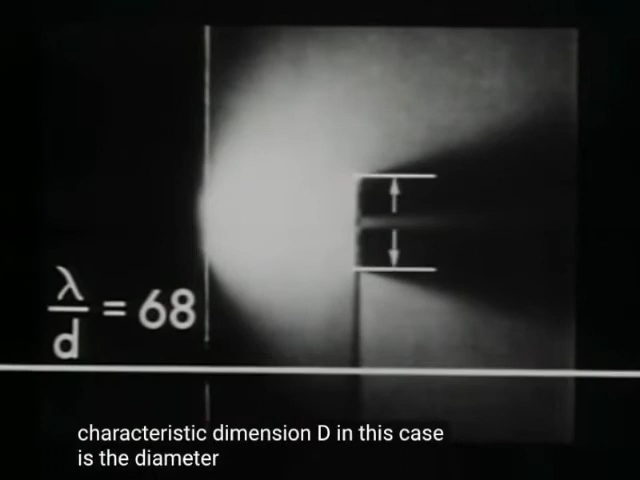 λ/d = 68
characteristic dimension D in this case
is the diameter